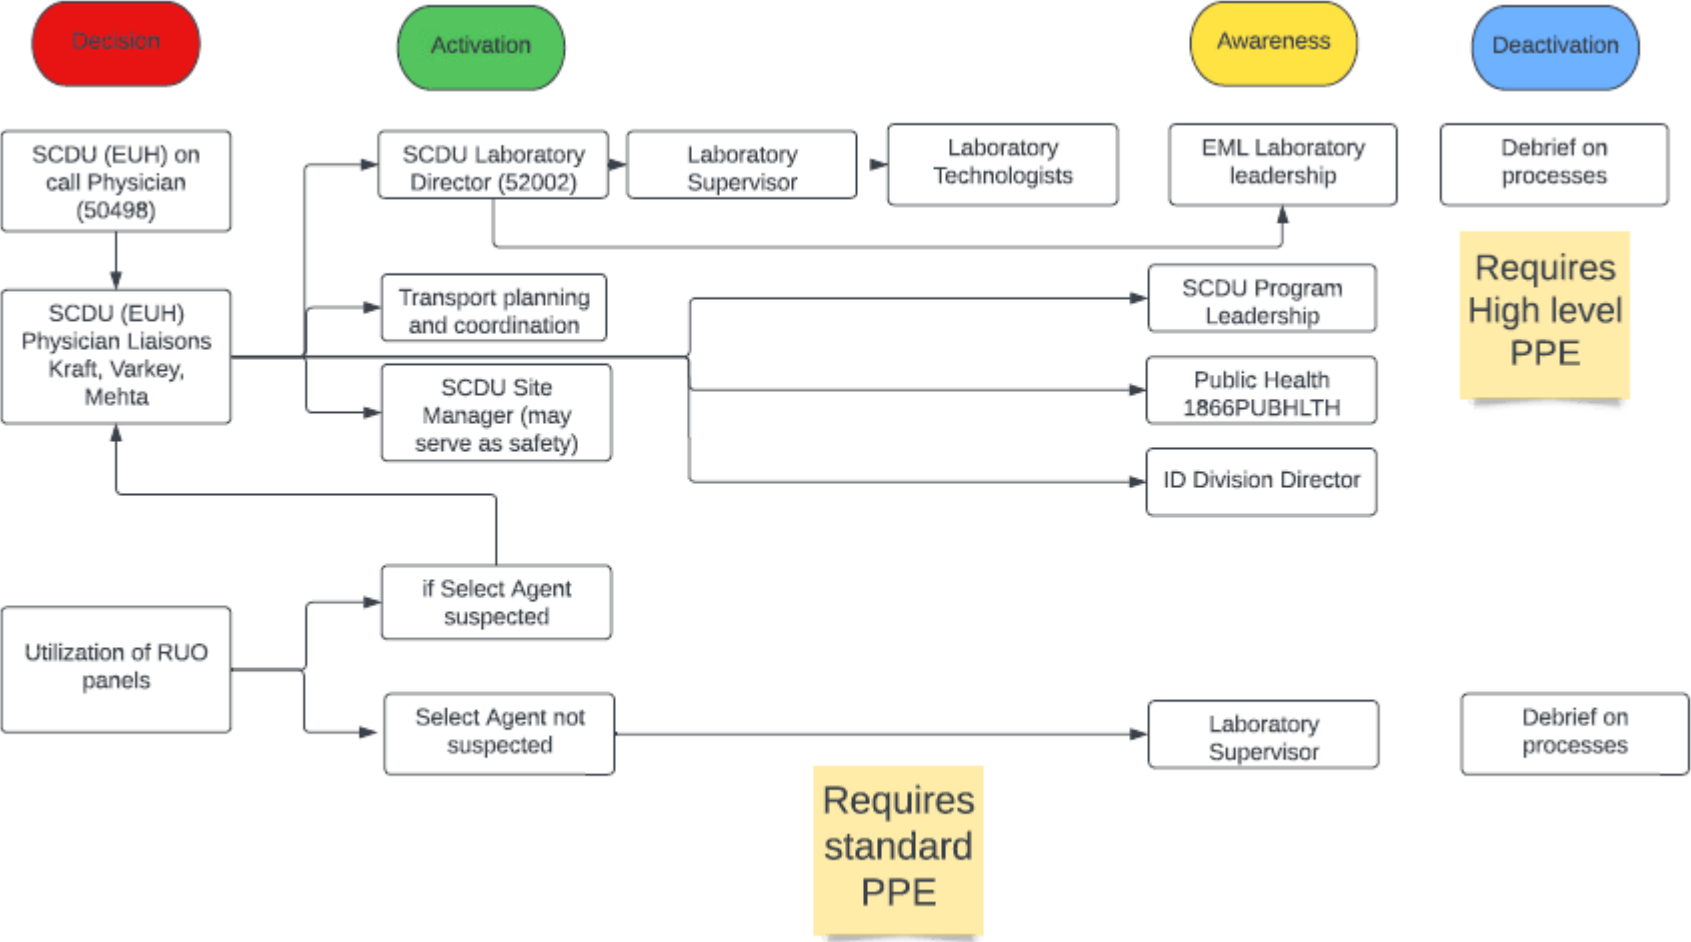 Decision
Activation
Awareness
Deactivation
SCDU (EUH) on
call Physician
(50498)
SCDU Laboratory
Director (52002)
Laboratory
Supervisor
Laboratory
Technologists
EML Laboratory
leadership
Debrief on
processes
SCDU (EUH)
Physician Liaisons
Kraft, Varkey,
Mehta
Transport planning
and coordination
SCDU Site
Manager (may
serve as safety)
SCDU Program
Leadership
Public Health
1866PUBHLTH
ID Division Director
Requires
High level
PPE
Utilization of RUO
panels
if Select Agent
suspected
Select Agent not
suspected
Laboratory
Supervisor
Debrief on
processes
Requires
standard
PPE